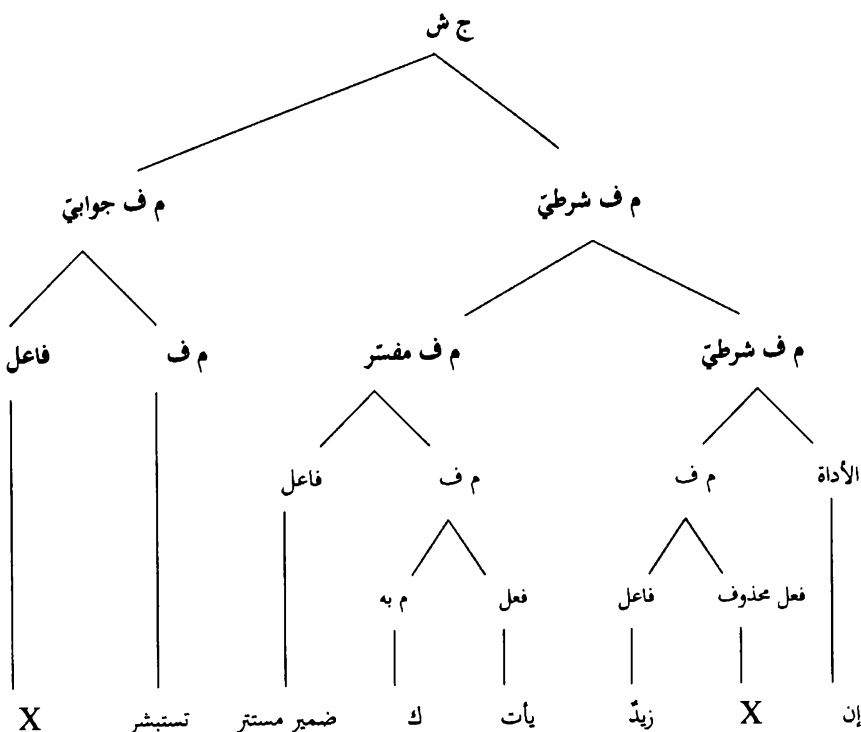 ج ش
م ف شرطيّ م ف جوابيّ
م ف شرطيّ م ف مفسّر م ف فاعل
الأداة م ف م ف فاعل
فعل محذوف فاعل فعل م به
إن X زيدٌ يأت ك ضمير مستتر تستبشر X